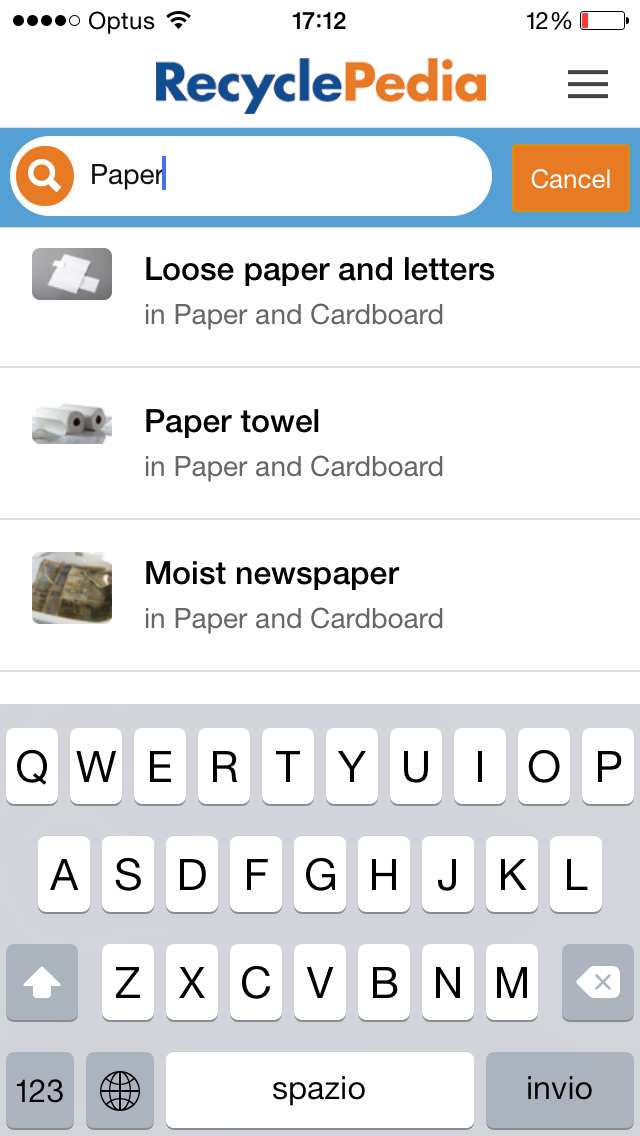 Optus 17:12 12%
RecyclePedia
Paper Cancel
Loose paper and letters
in Paper and Cardboard
Paper towel
in Paper and Cardboard
Moist newspaper
in Paper and Cardboard
Q W E R T Y U I O P
A S D F G H J K L
Z X C V B N M
123 spazio invio